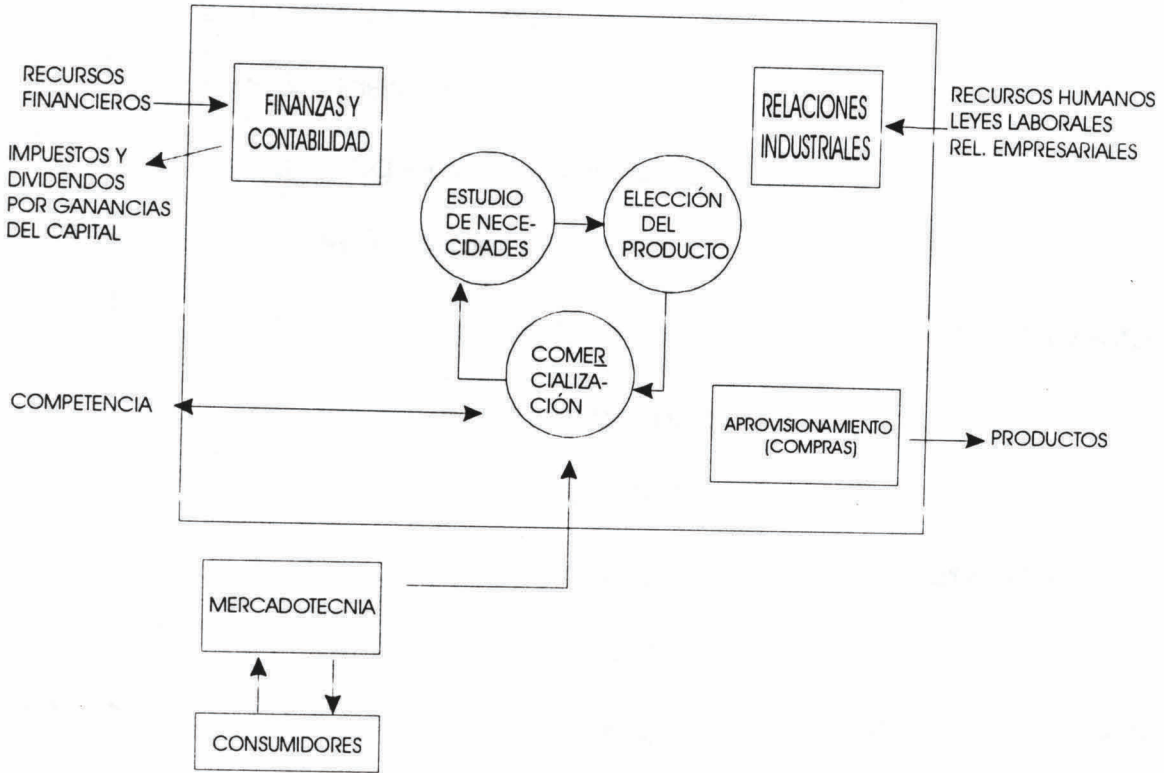 RECURSOS
FINANCIEROS
IMPUESTOS Y
DIVIDENDOS
POR GANANCIAS
DEL CAPITAL
FINANZAS Y
CONTABILIDAD
RELACIONES
INDUSTRIALES
RECURSOS HUMANOS
LEYES LABORALES
REL. EMPRESARIALES
ESTUDIO
DE NECE-
CIDADES
ELECCIÓN
DEL
PRODUCTO
COMER
CIALIZA-
CIÓN
COMPETENCIA
APROVISIONAMIENTO
(COMPRAS)
PRODUCTOS
MERCADOTECNIA
CONSUMIDORES